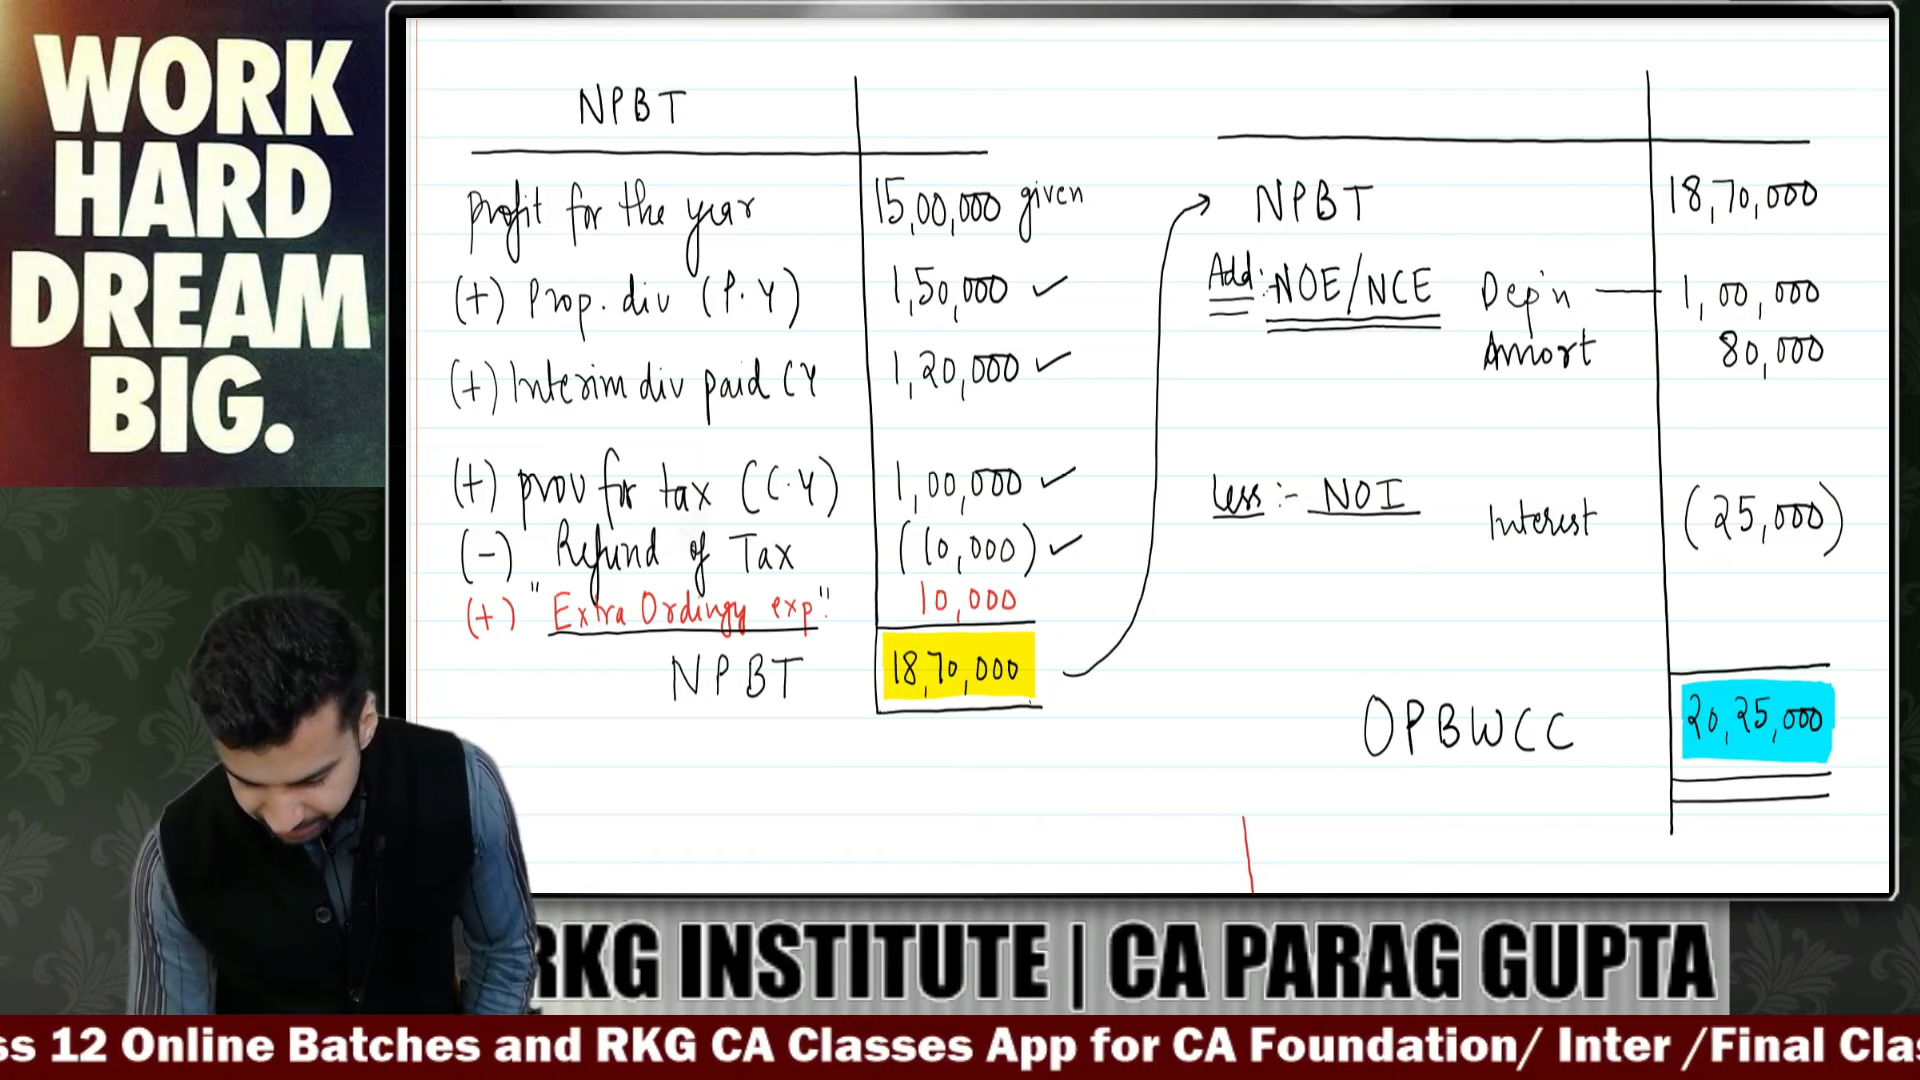 WORK
HARD
DREAM
BIG.
NPBT
Profit for the year 15,00,000 given
(+) Prop. div (P.Y) 1,50,000 ✓
(+) Interim div paid CY 1,20,000 ✓
(+) prov for tax (C.Y) 1,00,000 ✓
(-) Refund of Tax (10,000) ✓
(+) "Extra Ordingy exp" 10,000
NPBT 18,70,000
NPBT 18,70,000
Add:- NOE/NCE Dep'n 1,00,000
Amort 80,000
Less:- NOI Interest (25,000)
OPBWCC 20,25,000
RKG INSTITUTE | CA PARAG GUPTA
ss 12 Online Batches and RKG CA Classes App for CA Foundation/ Inter /Final Clas